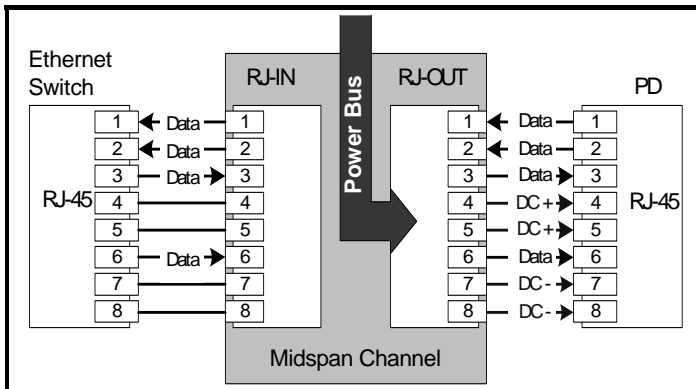 Ethernet
Switch
RJ-IN
Power Bus
RJ-OUT
PD
RJ-45
RJ-45
1 Data 1
2 Data 2
3 Data 3
4 4
5 5
6 Data 6
7 7
8 8
1 Data 1
2 Data 2
3 Data 3
4 DC + 4
5 DC + 5
6 Data 6
7 DC - 7
8 DC - 8
Midspan Channel